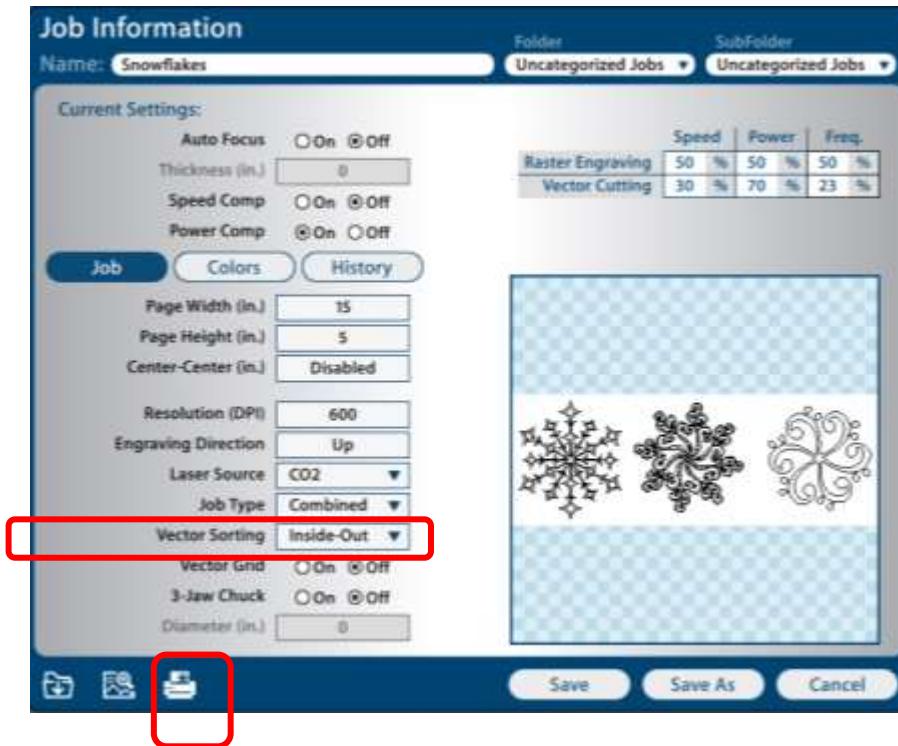 Job Information
Folder SubFolder
Name: Snowflakes Uncategorized Jobs Uncategorized Jobs
Current Settings:
Auto Focus On Off
Thickness (in.) 0
Speed Comp On Off
Power Comp On Off
Speed Power Freq.
Raster Engraving 50 % 50 % 50 %
Vector Cutting 30 % 70 % 23 %
Job Colors History
Page Width (in.) 15
Page Height (in.) 5
Center-Center (in.) Disabled
Resolution (DPI) 600
Engraving Direction Up
Laser Source CO2
Job Type Combined
Vector Sorting Inside-Out
Vector Grid On Off
3-Jaw Chuck On Off
Diameter (in.) 0
Save Save As Cancel